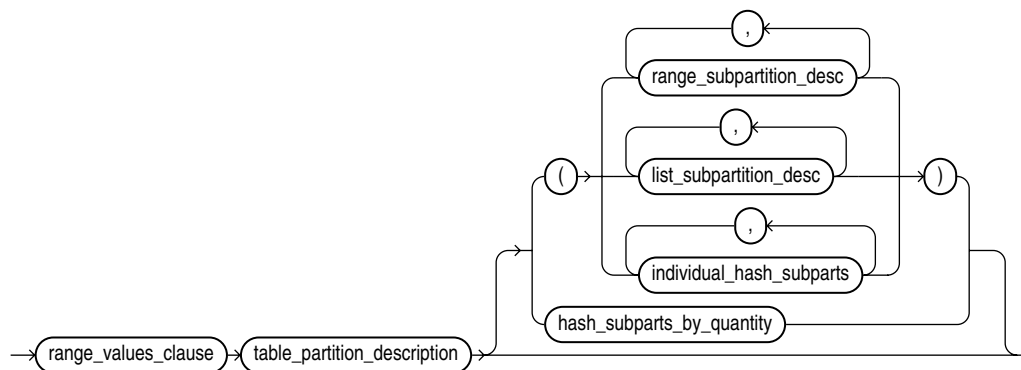 ,
range_subpartition_desc
,
( list_subpartition_desc )
,
individual_hash_subparts
hash_subparts_by_quantity
range_values_clause table_partition_description